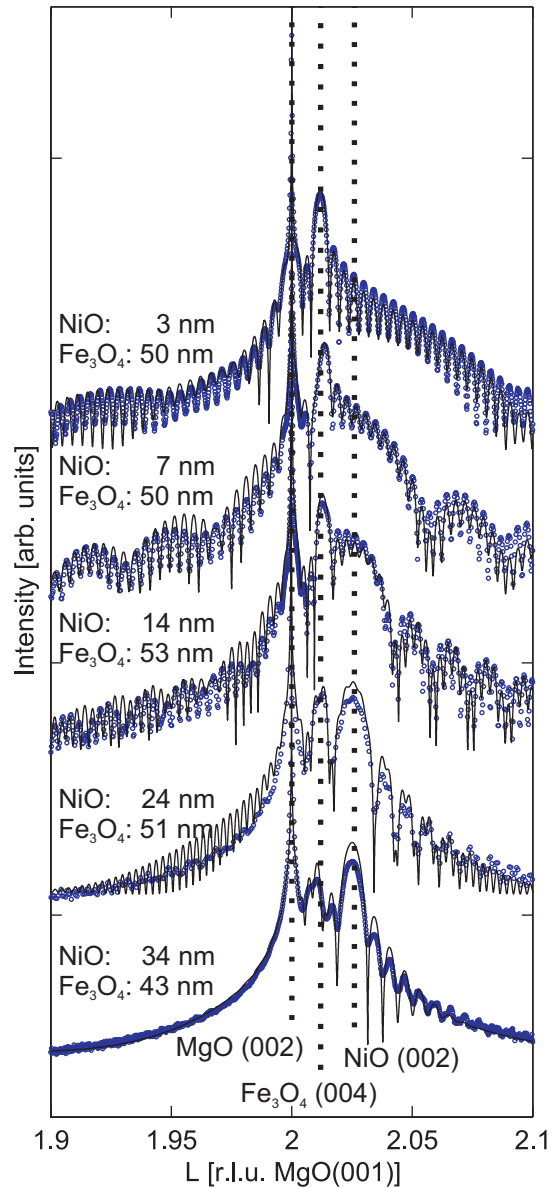 NiO: 3 nm
Fe₃O₄: 50 nm
NiO: 7 nm
Fe₃O₄: 50 nm
NiO: 14 nm
Fe₃O₄: 53 nm
NiO: 24 nm
Fe₃O₄: 51 nm
NiO: 34 nm
Fe₃O₄: 43 nm
MgO (002)
NiO (002)
Fe₃O₄ (004)
Intensity [arb. units]
1.9 1.95 2 2.05 2.1
L [r.l.u. MgO(001)]